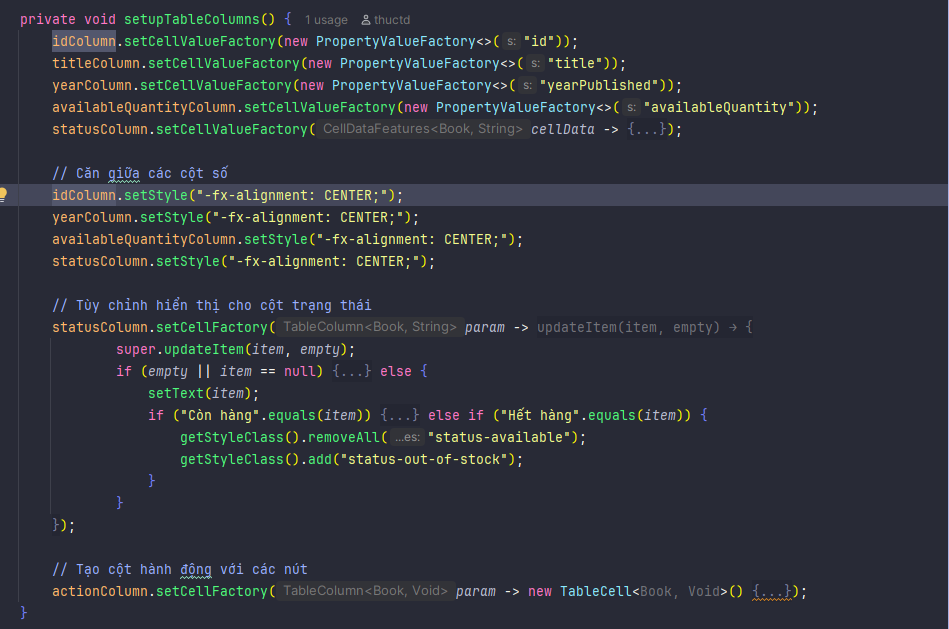 private void setupTableColumns() { 1 usage thuctd
idColumn.setCellValueFactory(new PropertyValueFactory<>( s: "id"));
titleColumn.setCellValueFactory(new PropertyValueFactory<>( s: "title"));
yearColumn.setCellValueFactory(new PropertyValueFactory<>( s: "yearPublished"));
availableQuantityColumn.setCellValueFactory(new PropertyValueFactory<>( s: "availableQuantity"));
statusColumn.setCellValueFactory( CellDataFeatures<Book, String> cellData -> {...});
// Căn giữa các cột số
idColumn.setStyle("-fx-alignment: CENTER;");
yearColumn.setStyle("-fx-alignment: CENTER;");
availableQuantityColumn.setStyle("-fx-alignment: CENTER;");
statusColumn.setStyle("-fx-alignment: CENTER;");
// Tùy chỉnh hiển thị cho cột trạng thái
statusColumn.setCellFactory( TableColumn<Book, String> param -> updateItem(item, empty) → {
super.updateItem(item, empty);
if (empty || item == null) {...} else {
setText(item);
if ("Còn hàng".equals(item)) {...} else if ("Hết hàng".equals(item)) {
getStyleClass().removeAll( ...es: "status-available");
getStyleClass().add("status-out-of-stock");
}
}
});
// Tạo cột hành động với các nút
actionColumn.setCellFactory( TableColumn<Book, Void> param -> new TableCell<Book, Void>() {...});
}